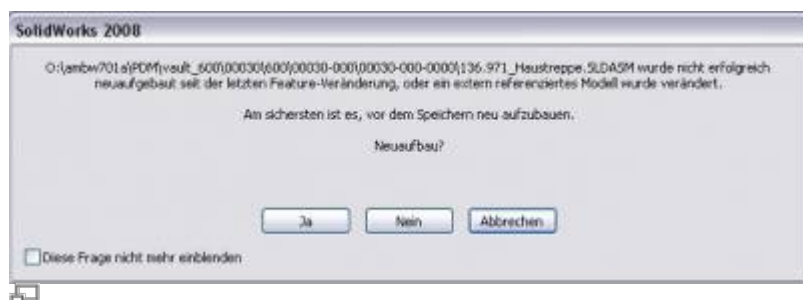 SolidWorks 2008
O:\ambw701a\PDM\vault_600\00030\600\00030-000\00030-000-0000\136.971_Haustreppe.SLDASM wurde nicht erfolgreich
neuaufgebaut seit der letzten Feature-Veränderung, oder ein extern referenziertes Modell wurde verändert.
Am sichersten ist es, vor dem Speichern neu aufzubauen.
Neuaufbau?
Ja Nein Abbrechen
Diese Frage nicht mehr einblenden